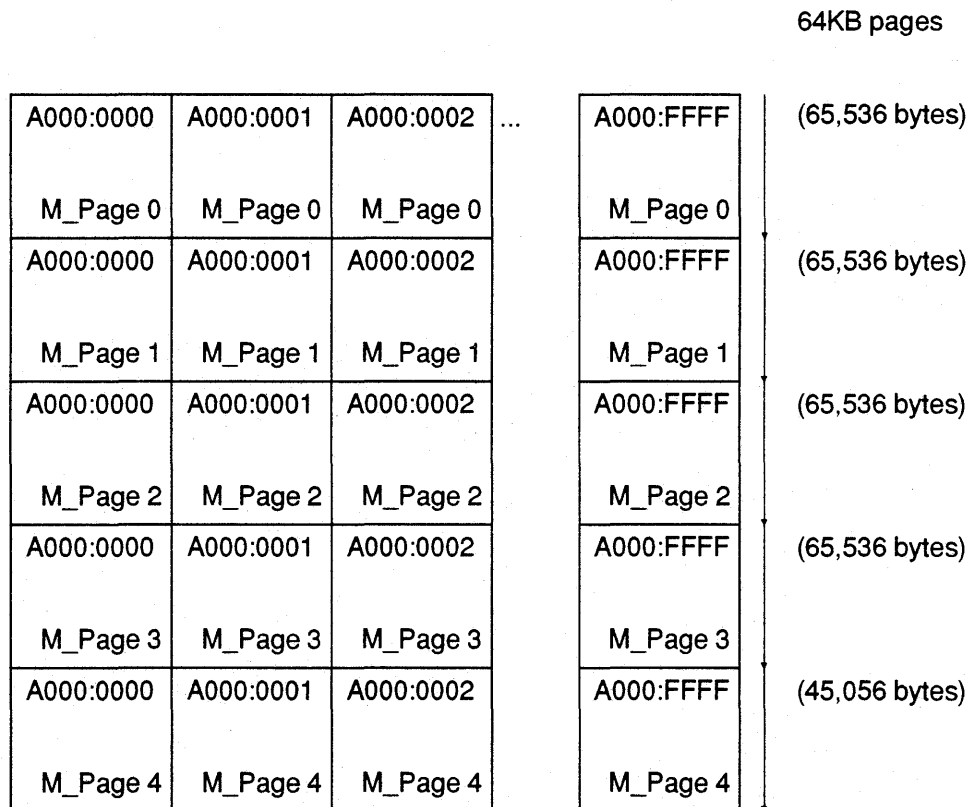 64KB pages
A000:0000 A000:0001 A000:0002 ... A000:FFFF (65,536 bytes)
M_Page 0 M_Page 0 M_Page 0 M_Page 0
A000:0000 A000:0001 A000:0002 A000:FFFF (65,536 bytes)
M_Page 1 M_Page 1 M_Page 1 M_Page 1
A000:0000 A000:0001 A000:0002 A000:FFFF (65,536 bytes)
M_Page 2 M_Page 2 M_Page 2 M_Page 2
A000:0000 A000:0001 A000:0002 A000:FFFF (65,536 bytes)
M_Page 3 M_Page 3 M_Page 3 M_Page 3
A000:0000 A000:0001 A000:0002 A000:FFFF (45,056 bytes)
M_Page 4 M_Page 4 M_Page 4 M_Page 4